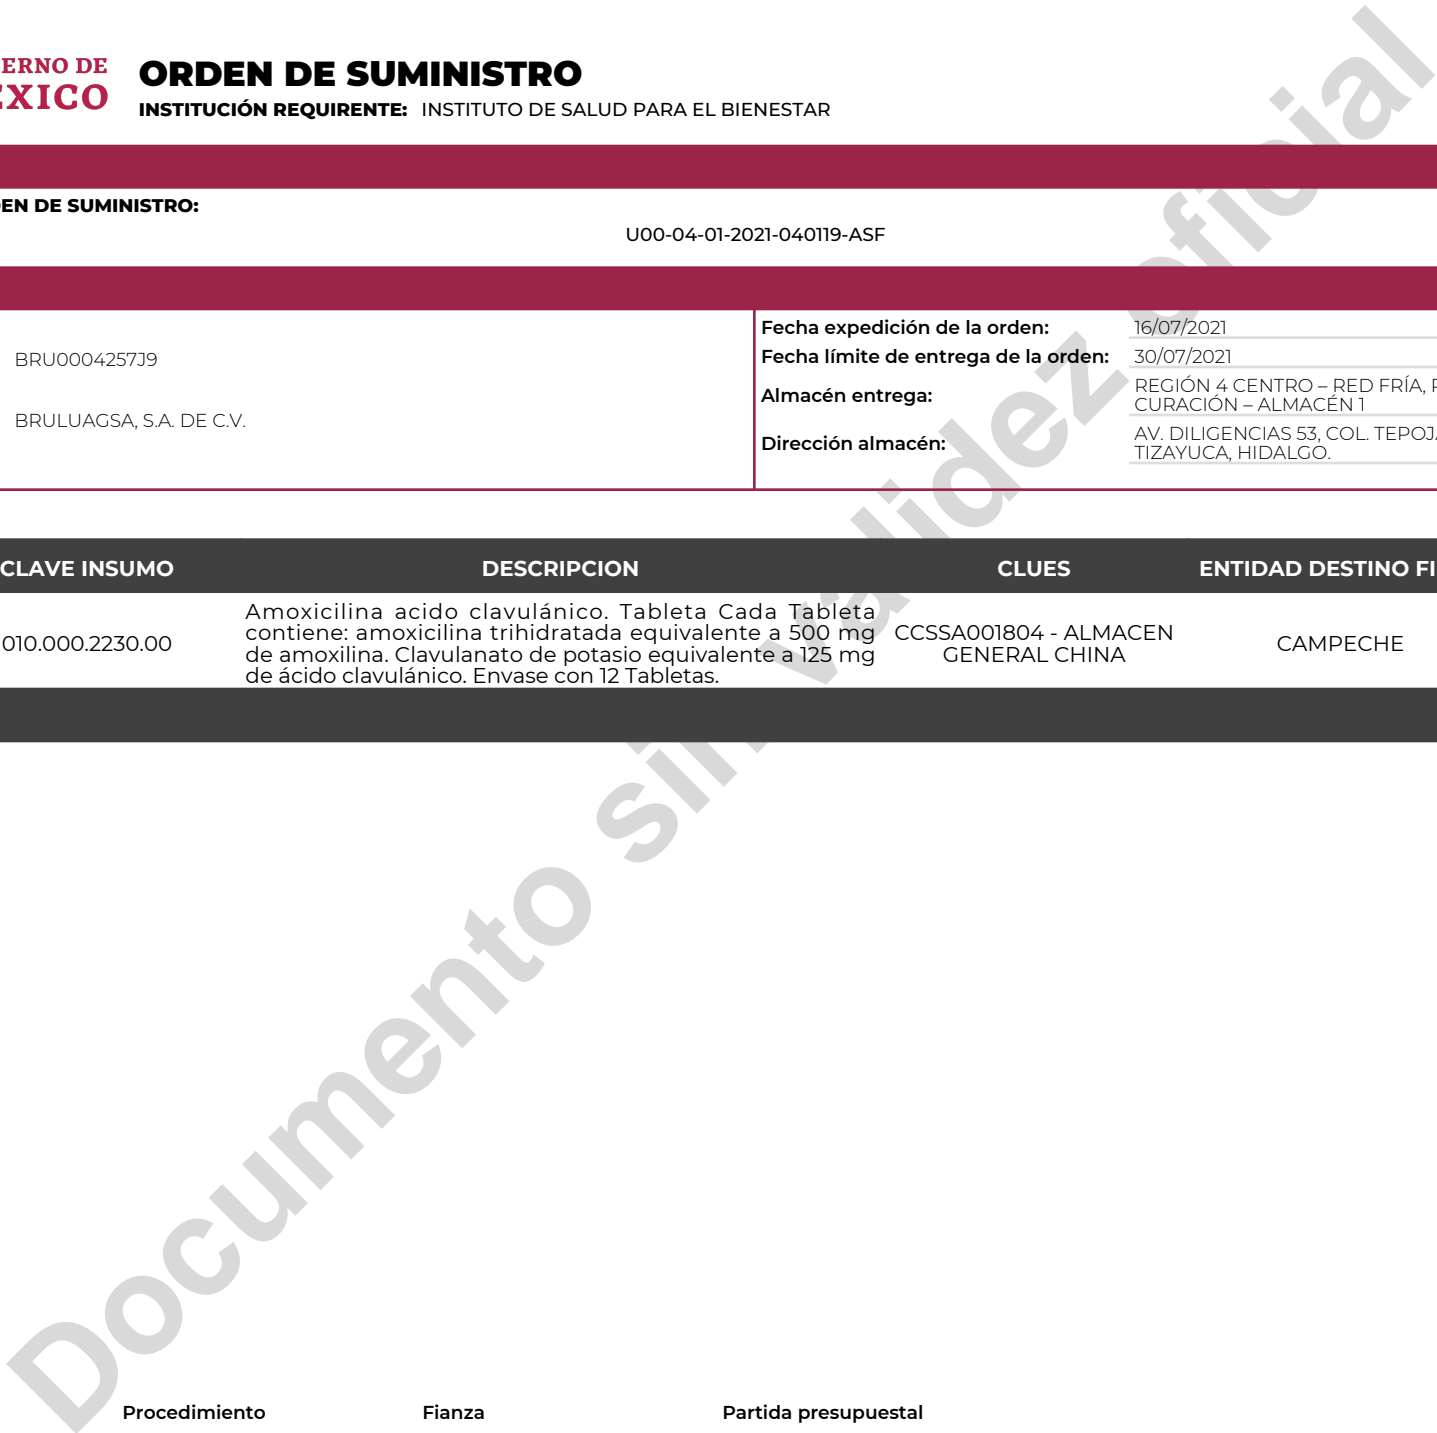 ERNO DE
EXICO
ORDEN DE SUMINISTRO
INSTITUCIÓN REQUIRENTE: INSTITUTO DE SALUD PARA EL BIENESTAR
EN DE SUMINISTRO:
U00-04-01-2021-040119-ASF
BRU0004257J9
BRULUAGSA, S.A. DE C.V.
Fecha expedición de la orden: 16/07/2021
Fecha límite de entrega de la orden: 30/07/2021
Almacén entrega: REGIÓN 4 CENTRO – RED FRÍA,
CURACIÓN – ALMACÉN 1
Dirección almacén: AV. DILIGENCIAS 53, COL. TEPOJ
TIZAYUCA, HIDALGO.
CLAVE INSUMO DESCRIPCION CLUES ENTIDAD DESTINO FI
010.000.2230.00
Amoxicilina acido clavulánico. Tableta Cada Tableta
contiene: amoxicilina trihidratada equivalente a 500 mg
de amoxilina. Clavulanato de potasio equivalente a 125 mg
de ácido clavulánico. Envase con 12 Tabletas.
CCSSA001804 - ALMACEN
GENERAL CHINA
CAMPECHE
Documento sin validez oficial
Procedimiento Fianza Partida presupuestal